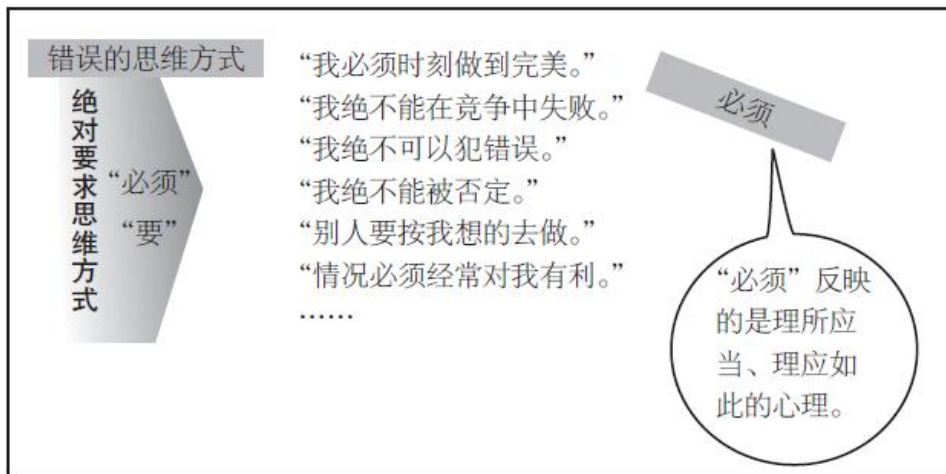 错误的思维方式
绝对要求思维方式
“必须”
“要”
“我必须时刻做到完美。”
“我绝不能在竞争中失败。”
“我绝不可以犯错误。”
“我绝不能被否定。”
“别人要按我想的去做。”
“情况必须经常对我有利。”
……
必须
“必须”反映
的是理所应
当、理应如
此的心理。